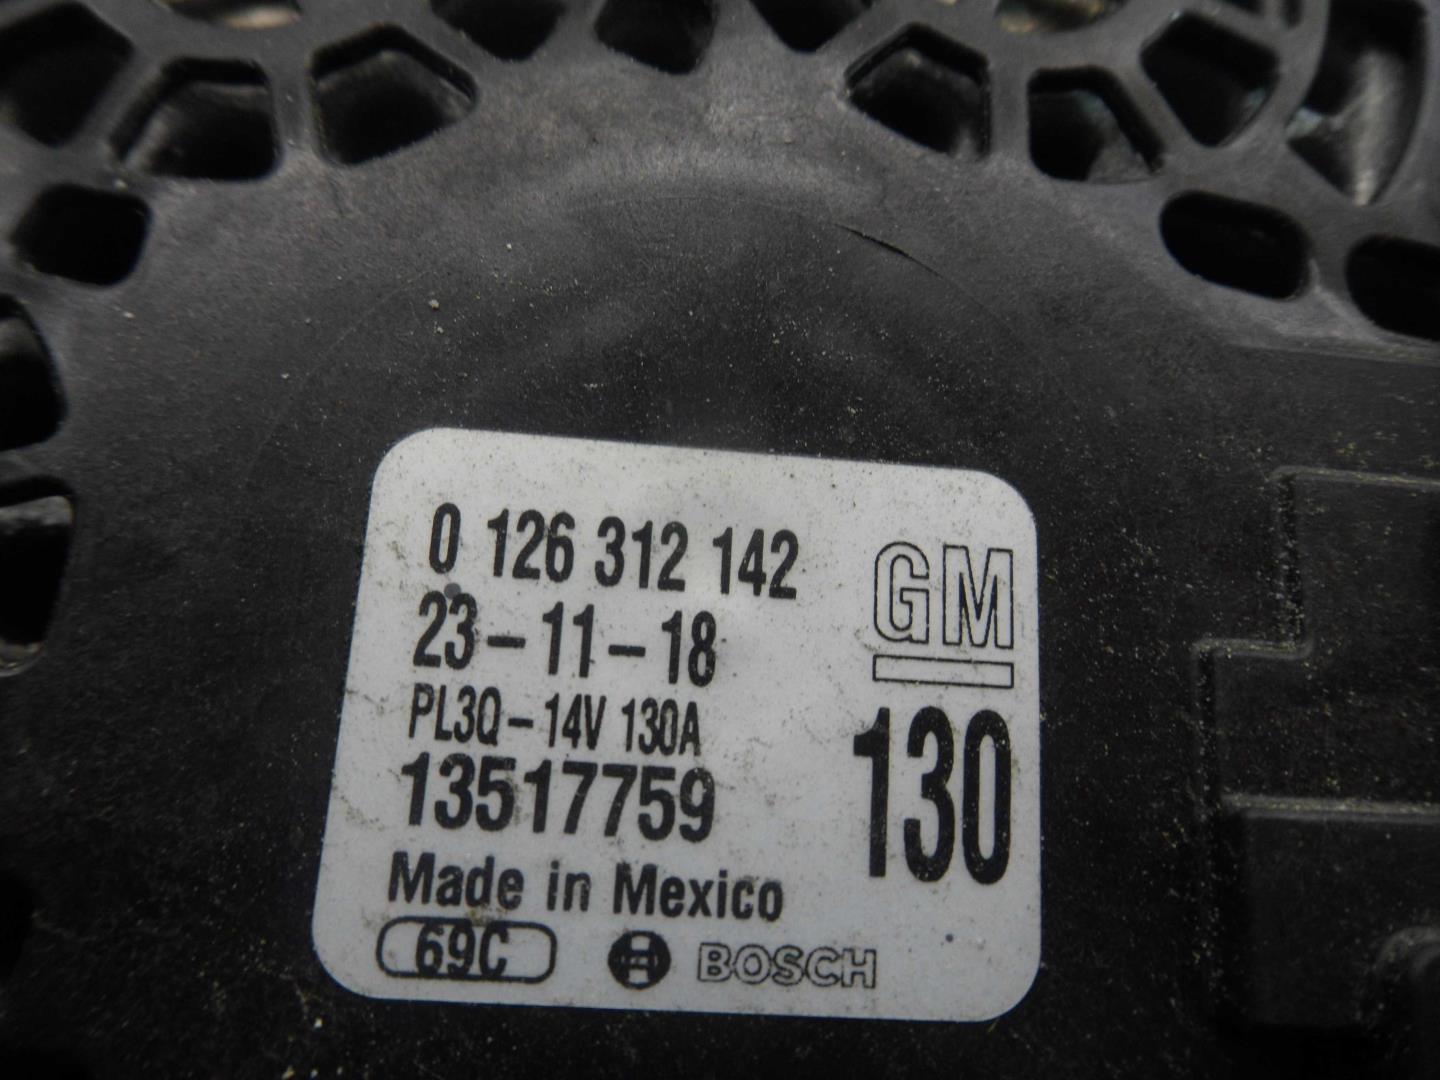 0 126 312 142
23-11-18
PL3Q-14V 130A
13517759
Made in Mexico
69C
BOSCH
GM
130